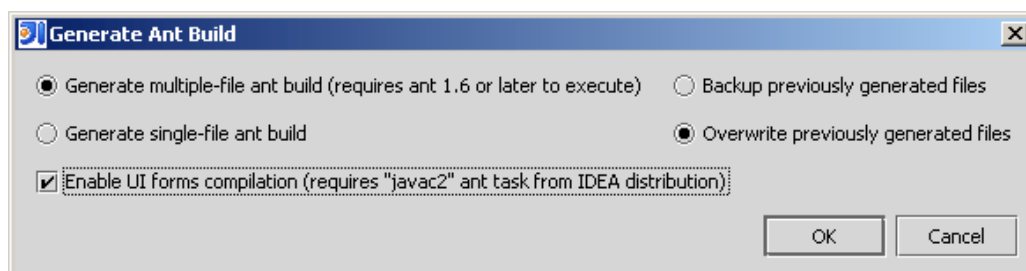 Generate Ant Build
Generate multiple-file ant build (requires ant 1.6 or later to execute)
Backup previously generated files
Generate single-file ant build
Overwrite previously generated files
Enable UI forms compilation (requires "javac2" ant task from IDEA distribution)
OK
Cancel